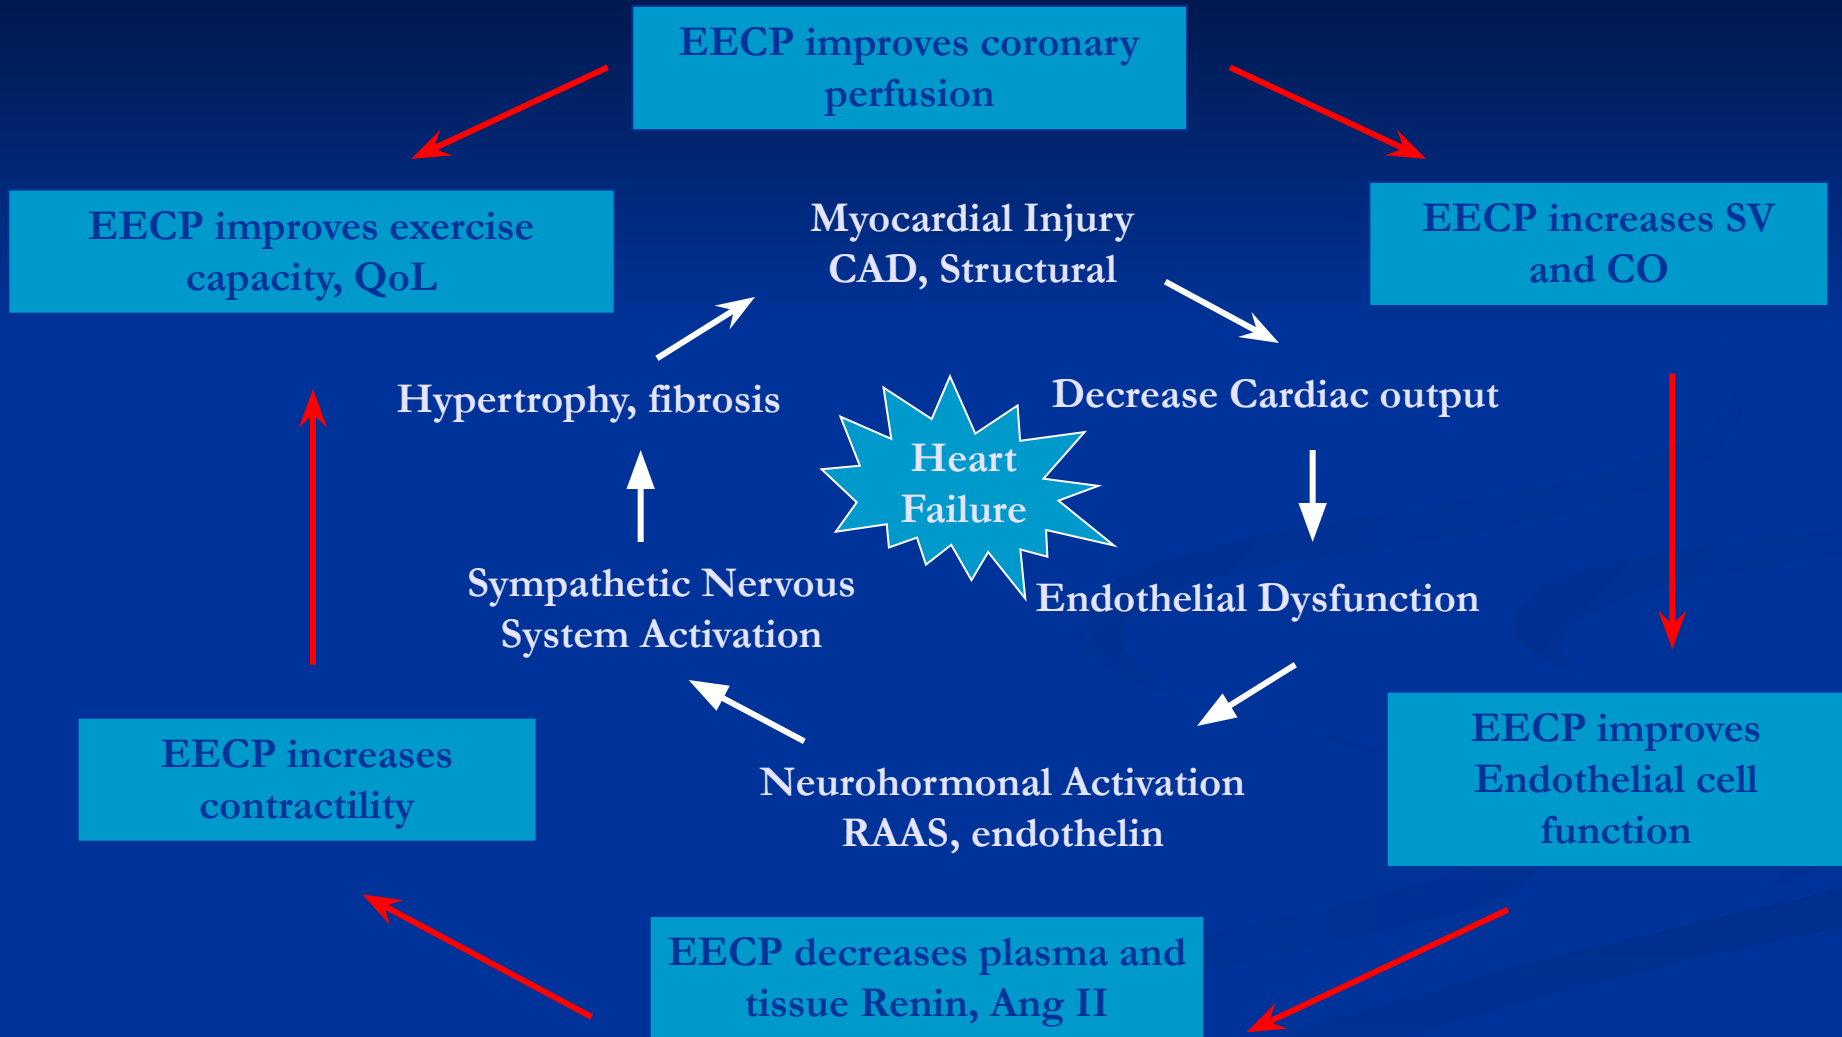 EECP improves coronary
perfusion
EECP improves exercise
capacity, QoL
Myocardial Injury
CAD, Structural
EECP increases SV
and CO
Hypertrophy, fibrosis
Decrease Cardiac output
Heart
Failure
Sympathetic Nervous
System Activation
Endothelial Dysfunction
EECP increases
contractility
Neurohormonal Activation
RAAS, endothelin
EECP improves
Endothelial cell
function
EECP decreases plasma and
tissue Renin, Ang II